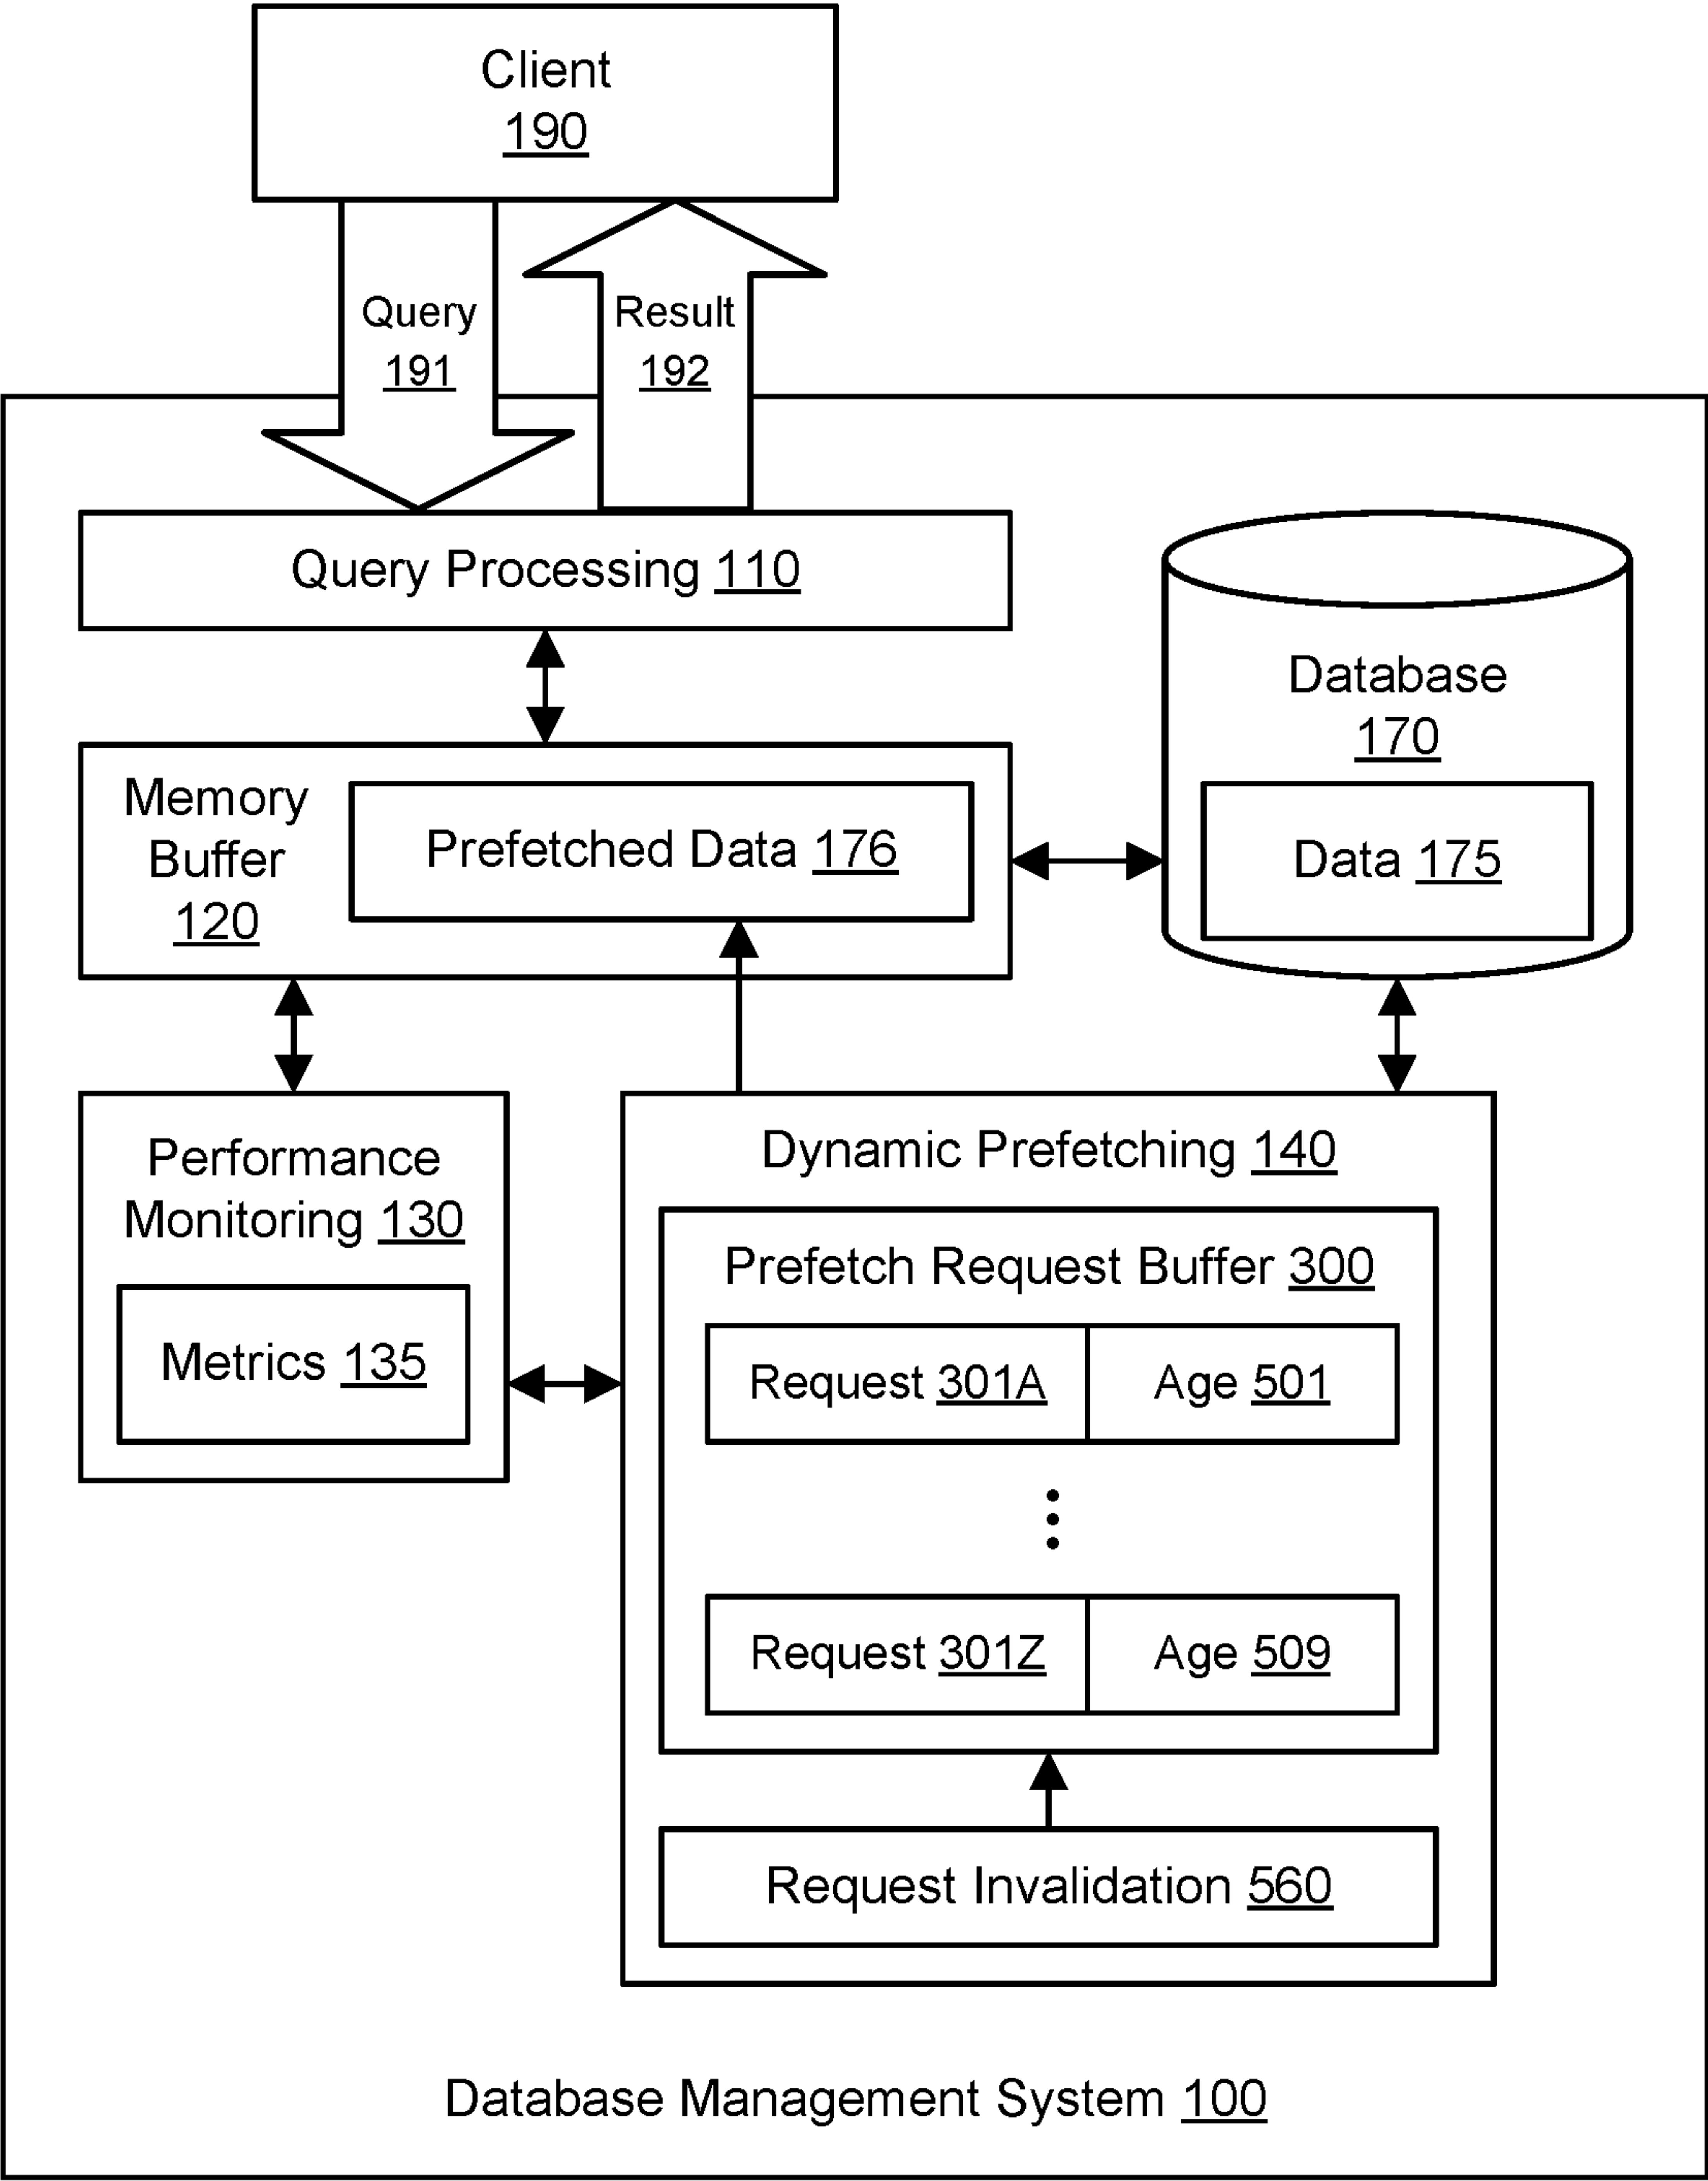 Client
190
Query
191
Result
192
Query Processing 110
Database
170
Data 175
Memory
Buffer
120
Prefetched Data 176
Performance
Monitoring 130
Metrics 135
Dynamic Prefetching 140
Prefetch Request Buffer 300
Request 301A
Age 501
Request 301Z
Age 509
Request Invalidation 560
Database Management System 100